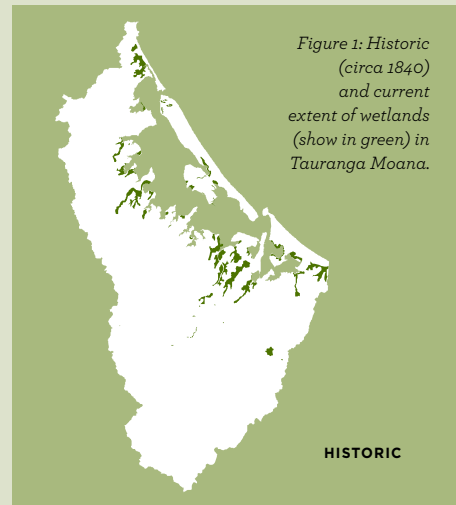 Figure 1: Historic
(circa 1840)
and current
extent of wetlands
(show in green) in
Tauranga Moana.
HISTORIC